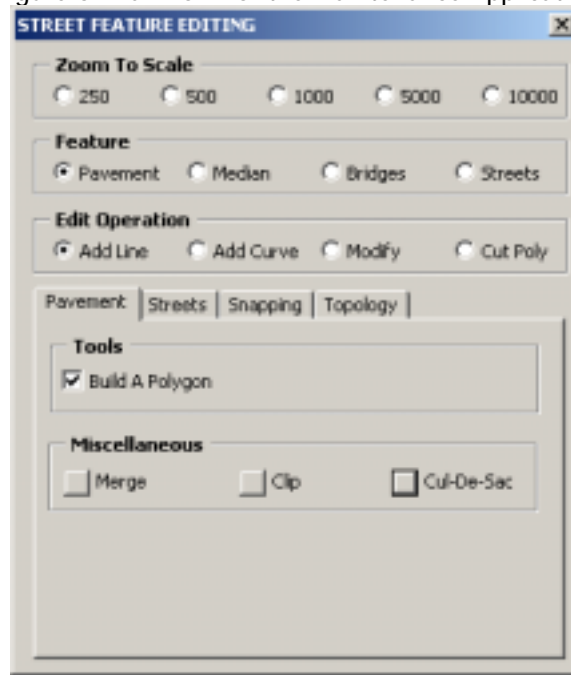 STREET FEATURE EDITING
Zoom To Scale
250 500 1000 5000 10000
Feature
Pavement Median Bridges Streets
Edit Operation
Add Line Add Curve Modify Cut Poly
Pavement Streets Snapping Topology
Tools
Build A Polygon
Miscellaneous
Merge Clip Cul-De-Sac